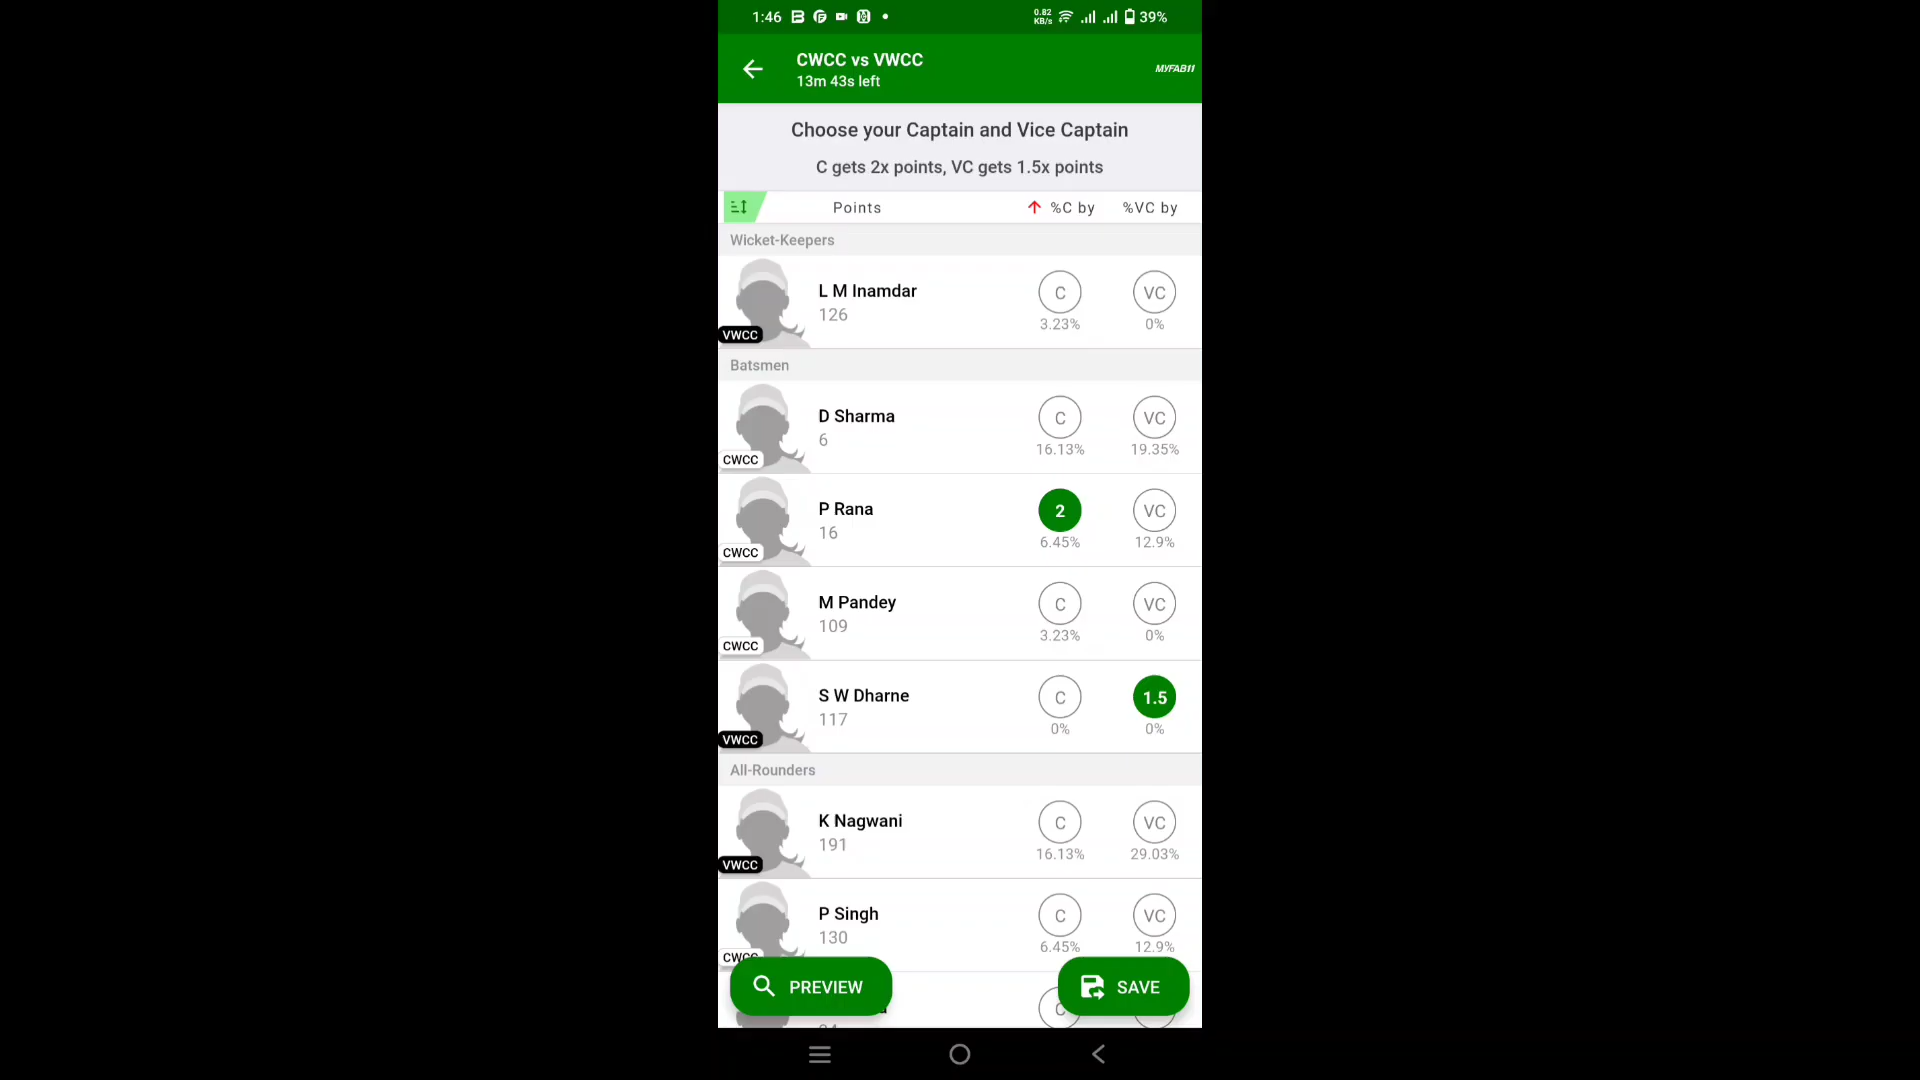 1:46
0.82 KB/s
39%
CWCC vs VWCC
13m 43s left
MYFAB11
Choose your Captain and Vice Captain
C gets 2x points, VC gets 1.5x points
Points
%C by
%VC by
Wicket-Keepers
L M Inamdar
126
VWCC
C
3.23%
VC
0%
Batsmen
D Sharma
6
CWCC
C
16.13%
VC
19.35%
P Rana
16
CWCC
2
6.45%
VC
12.9%
M Pandey
109
CWCC
C
3.23%
VC
0%
S W Dharne
117
VWCC
C
0%
1.5
0%
All-Rounders
K Nagwani
191
VWCC
C
16.13%
VC
29.03%
P Singh
130
CWCC
C
6.45%
VC
12.9%
PREVIEW
C
SAVE